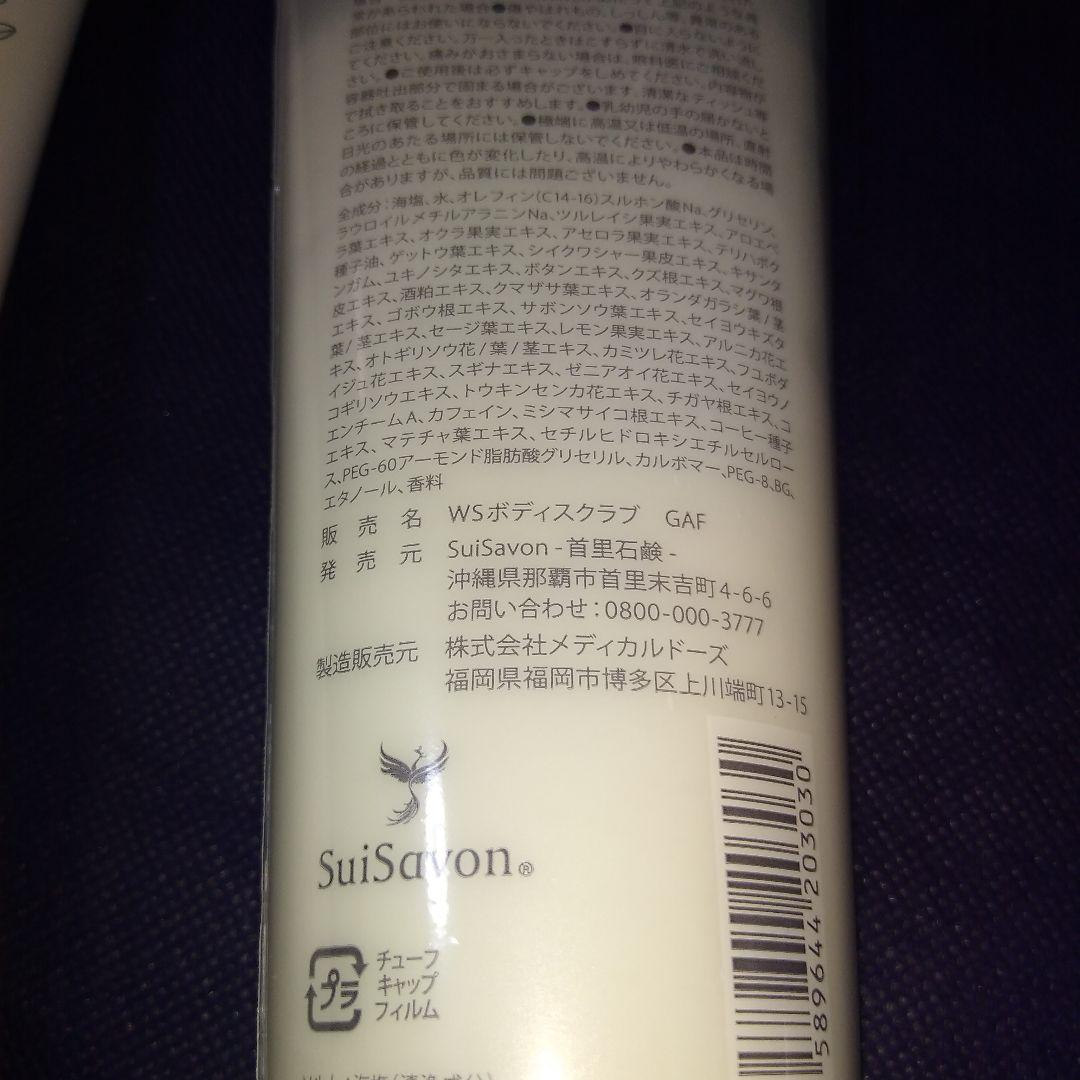 部位にはお使いにならないでください。●目に入らないように
ご注意ください。万一入ったときはこすらずに清水で洗い流し
てください。痛みがおさまらない場合は、眼科医にご相談くだ
さい。●ご使用後は必ずキャップをしめてください。内容物が
容器吐出部分で固まる場合がございます。清潔なティッシュ等
で拭き取ることをおすすめします。●乳幼児の手の届かないと
ころに保管してください。●極端に高温又は低温の場所、直射
日光のあたる場所には保管しないでください。●本品は時間
の経過とともに色が変化したり、高温によりやわらかくなる場
合がありますが、品質には問題ございません。
全成分：海塩、水、オレフィン(C14-16)スルホン酸Na、グリセリン、
ラウロイルメチルアラニンNa、ツルレイシ果実エキス、アロエベ
ラ葉エキス、オクラ果実エキス、アセロラ果実エキス、テリハボク
種子油、ゲットウ葉エキス、シイクワシャー果皮エキス、キサンタ
ンガム、ユキノシタエキス、ボタンエキス、クズ根エキス、マグワ根
皮エキス、酒粕エキス、クマザサ葉エキス、オランダガラシ葉/茎
エキス、ゴボウ根エキス、サボンソウ葉エキス、セイヨウキズタ
葉/茎エキス、セージ葉エキス、レモン果実エキス、アルニカ花エ
キス、オトギリソウ花/葉/茎エキス、カミツレ花エキス、フユボダ
イジュ花エキス、スギナエキス、ゼニアオイ花エキス、セイヨウノ
コギリソウエキス、トウキンセンカ花エキス、チガヤ根エキス、コ
エンチームA、カフェイン、ミシマサイコ根エキス、コーヒー種子
エキス、マテチャ葉エキス、セチルヒドロキシエチルセルロー
ス、PEG-60アーモンド脂肪酸グリセリル、カルボマー、PEG-8、BG、
エタノール、香料
販売名 WSボディスクラブ GAF
発売元 SuiSavon -首里石鹸-
沖縄県那覇市首里末吉町4-6-6
お問い合わせ：0800-000-3777
製造販売元 株式会社メディカルドーズ
福岡県福岡市博多区上川端町13-15
SuiSavon®
プラ
チューブ
キャップ
フィルム
589644 203030